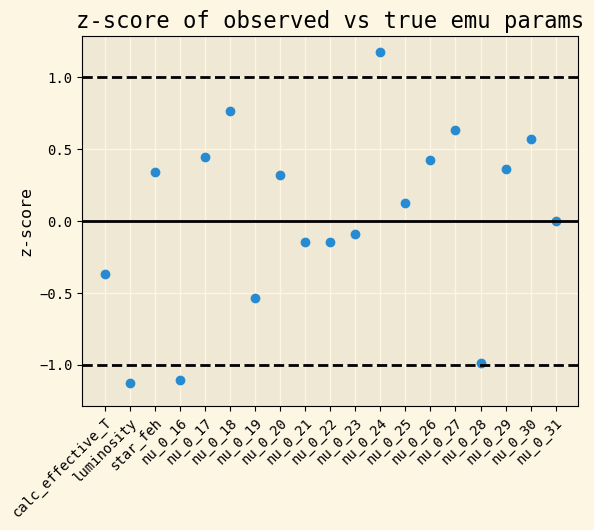 z-score of observed vs true emu params
z-score
1.0
0.5
0.0
−0.5
−1.0
calc_effective_T
luminosity
star_feh
nu_0_16
nu_0_17
nu_0_18
nu_0_19
nu_0_20
nu_0_21
nu_0_22
nu_0_23
nu_0_24
nu_0_25
nu_0_26
nu_0_27
nu_0_28
nu_0_29
nu_0_30
nu_0_31